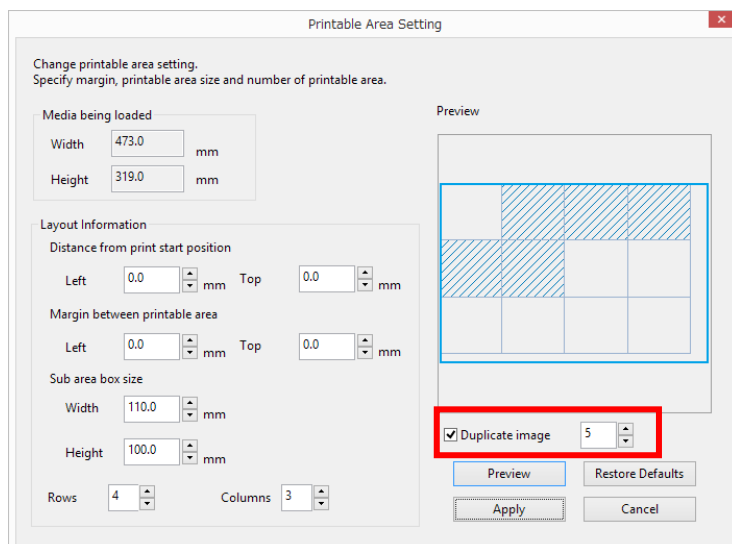 Printable Area Setting
Change printable area setting.
Specify margin, printable area size and number of printable area.
Media being loaded
Width 473.0 mm
Height 319.0 mm
Layout Information
Distance from print start position
Left 0.0 mm Top 0.0 mm
Margin between printable area
Left 0.0 mm Top 0.0 mm
Sub area box size
Width 110.0 mm
Height 100.0 mm
Rows 4 Columns 3
Preview
Duplicate image 5
Preview Restore Defaults
Apply Cancel